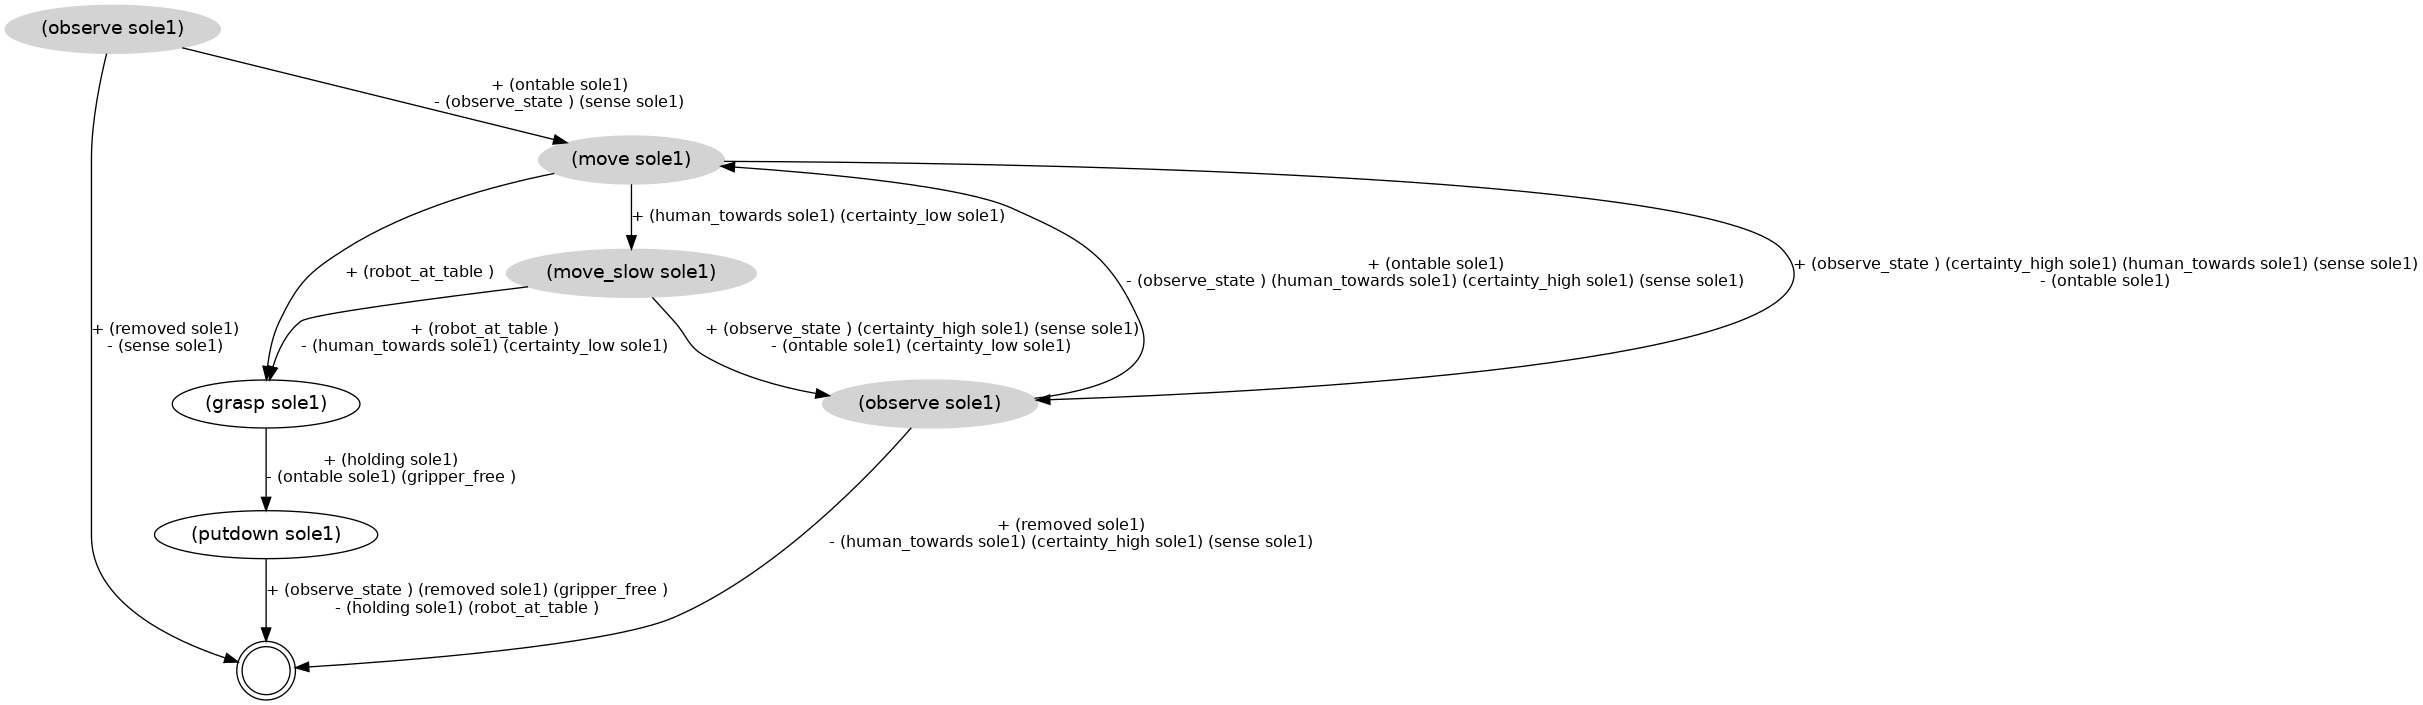 (observe sole1)
+ (ontable sole1)
- (observe_state ) (sense sole1)
(move sole1)
+ (human_towards sole1) (certainty_low sole1)
+ (robot_at_table )
(move_slow sole1)
+ (ontable sole1)
- (observe_state ) (human_towards sole1) (certainty_high sole1) (sense sole1)
+ (observe_state ) (certainty_high sole1) (human_towards sole1) (sense sole1)
- (ontable sole1)
+ (removed sole1)
- (sense sole1)
+ (robot_at_table )
- (human_towards sole1) (certainty_low sole1)
+ (observe_state ) (certainty_high sole1) (sense sole1)
- (ontable sole1) (certainty_low sole1)
(grasp sole1)
(observe sole1)
+ (holding sole1)
- (ontable sole1) (gripper_free )
(putdown sole1)
+ (removed sole1)
- (human_towards sole1) (certainty_high sole1) (sense sole1)
+ (observe_state ) (removed sole1) (gripper_free )
- (holding sole1) (robot_at_table )